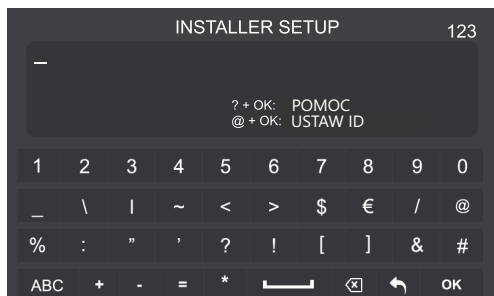 INSTALLER SETUP 123
_
? + OK: POMOC
@ + OK: USTAW ID
1 2 3 4 5 6 7 8 9 0
_ \ | ~ < > $ € / @
% : ” ’ ? ! [ ] & #
ABC + - = * OK